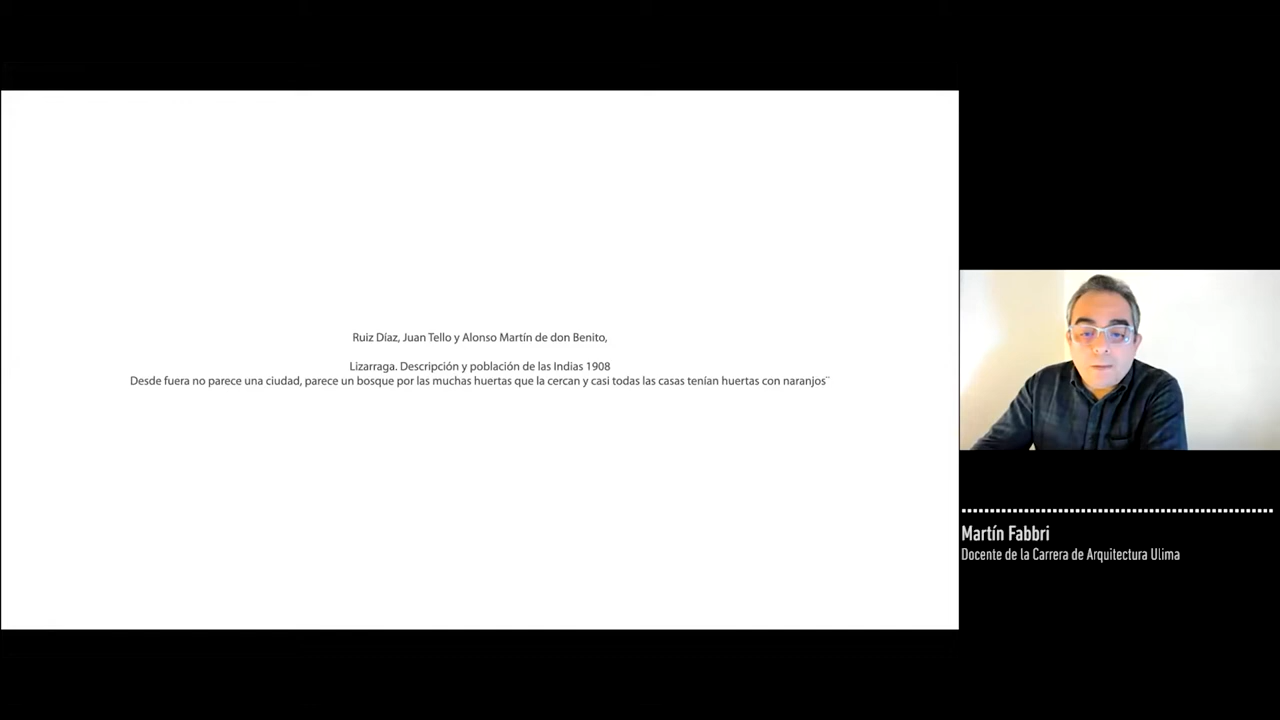 Ruiz Díaz, Juan Tello y Alonso Martín de don Benito,
Lizarraga. Descripción y población de las Indias 1908
Desde fuera no parece una ciudad, parece un bosque por las muchas huertas que la cercan y casi todas las casas tenían huertas con naranjos¨
Martín Fabbri
Docente de la Carrera de Arquitectura Ulima